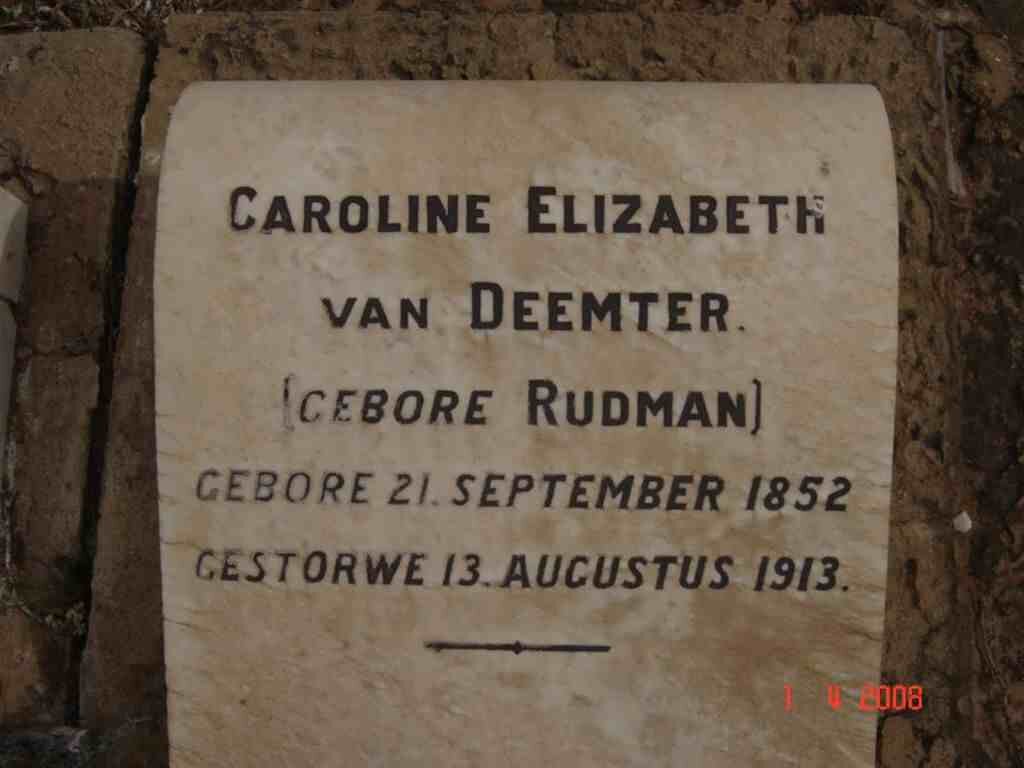 CAROLINE ELIZABETH
VAN DEEMTER.
(GEBORE RUDMAN)
GEBORE 21. SEPTEMBER 1852
GESTORWE 13. AUGUSTUS 1913.
1 4 2008